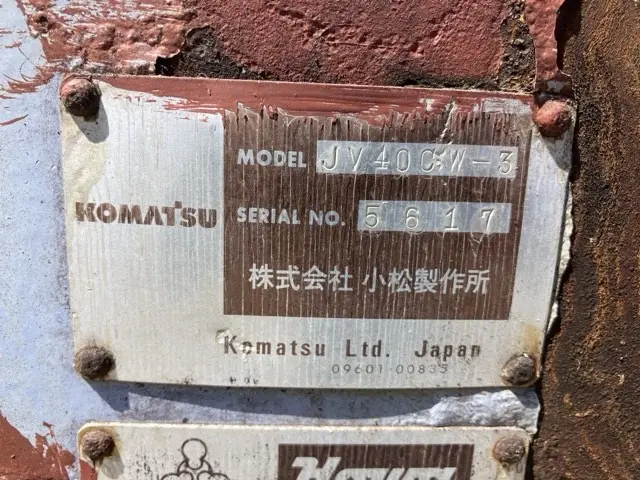 MODEL JV40CW-3
KOMATSU
SERIAL NO. 5617
株式会社 小松製作所
Komatsu Ltd. Japan
09601-00835